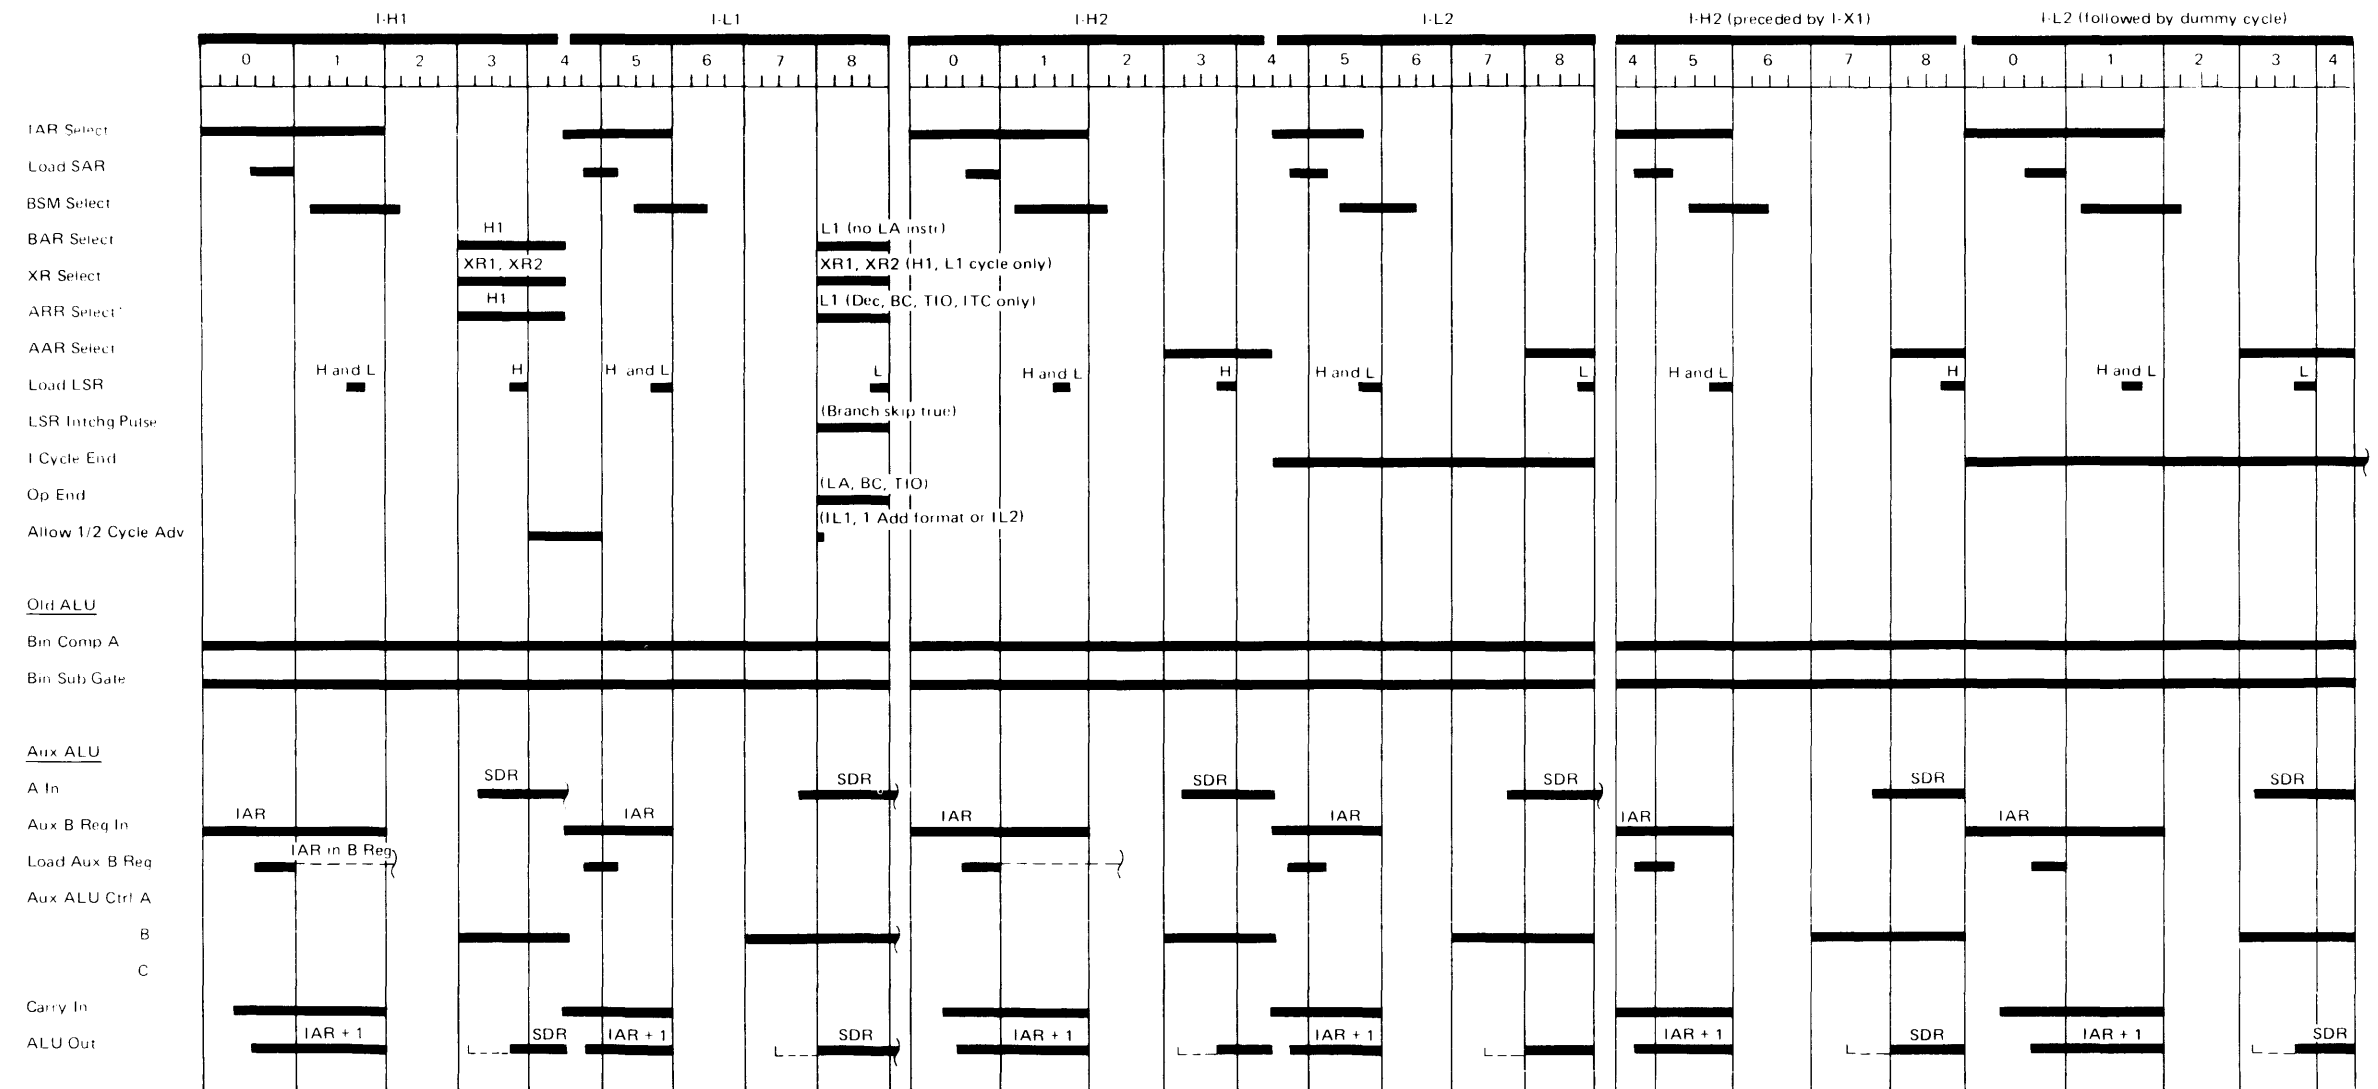 I-H1 I-L1 I-H2 I-L2 I-H2 (preceded by I-X1) I-L2 (followed by dummy cycle)
0 1 2 3 4 5 6 7 8 0 1 2 3 4 5 6 7 8 4 5 6 7 8 0 1 2 3 4
IAR Select
Load SAR
BSM Select
H1 L1 (no LA instr)
BAR Select
XR1, XR2 XR1, XR2 (H1, L1 cycle only)
XR Select
H1 L1 (Dec, BC, TIO, ITC only)
ARR Select
AAR Select
H and L H H and L L H and L H H and L L H and L H H and L L
Load LSR
(Branch skip true)
LSR Intchg Pulse
I Cycle End
(LA, BC, TIO)
Op End
(IL1, 1 Add format or IL2)
Allow 1/2 Cycle Adv
Old ALU
Bin Comp A
Bin Sub Gate
Aux ALU
SDR SDR SDR SDR SDR SDR
A In
IAR IAR IAR IAR IAR IAR
Aux B Reg In
IAR in B Reg
Load Aux B Reg
Aux ALU Ctrl A
B
C
Carry In
IAR + 1 SDR IAR + 1 SDR IAR + 1 IAR + 1 IAR + 1 SDR IAR + 1 SDR
ALU Out